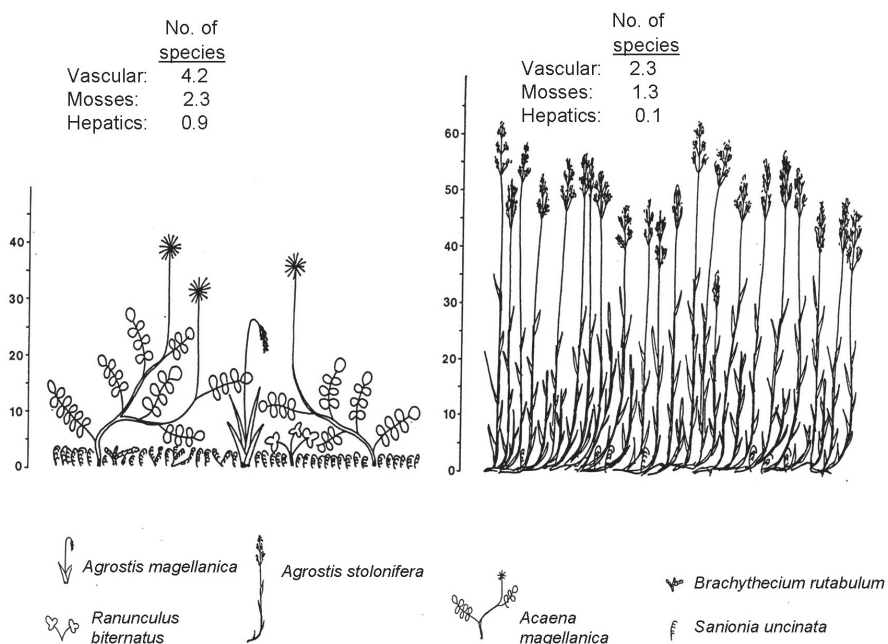 No. of
species
Vascular: 4.2
Mosses: 2.3
Hepatics: 0.9
No. of
species
Vascular: 2.3
Mosses: 1.3
Hepatics: 0.1
40
30
20
10
0
60
50
40
30
20
10
0
Agrostis magellanica
Agrostis stolonifera
Ranunculus
biternatus
Acaena
magellanica
Brachythecium rutabulum
Sanionia uncinata